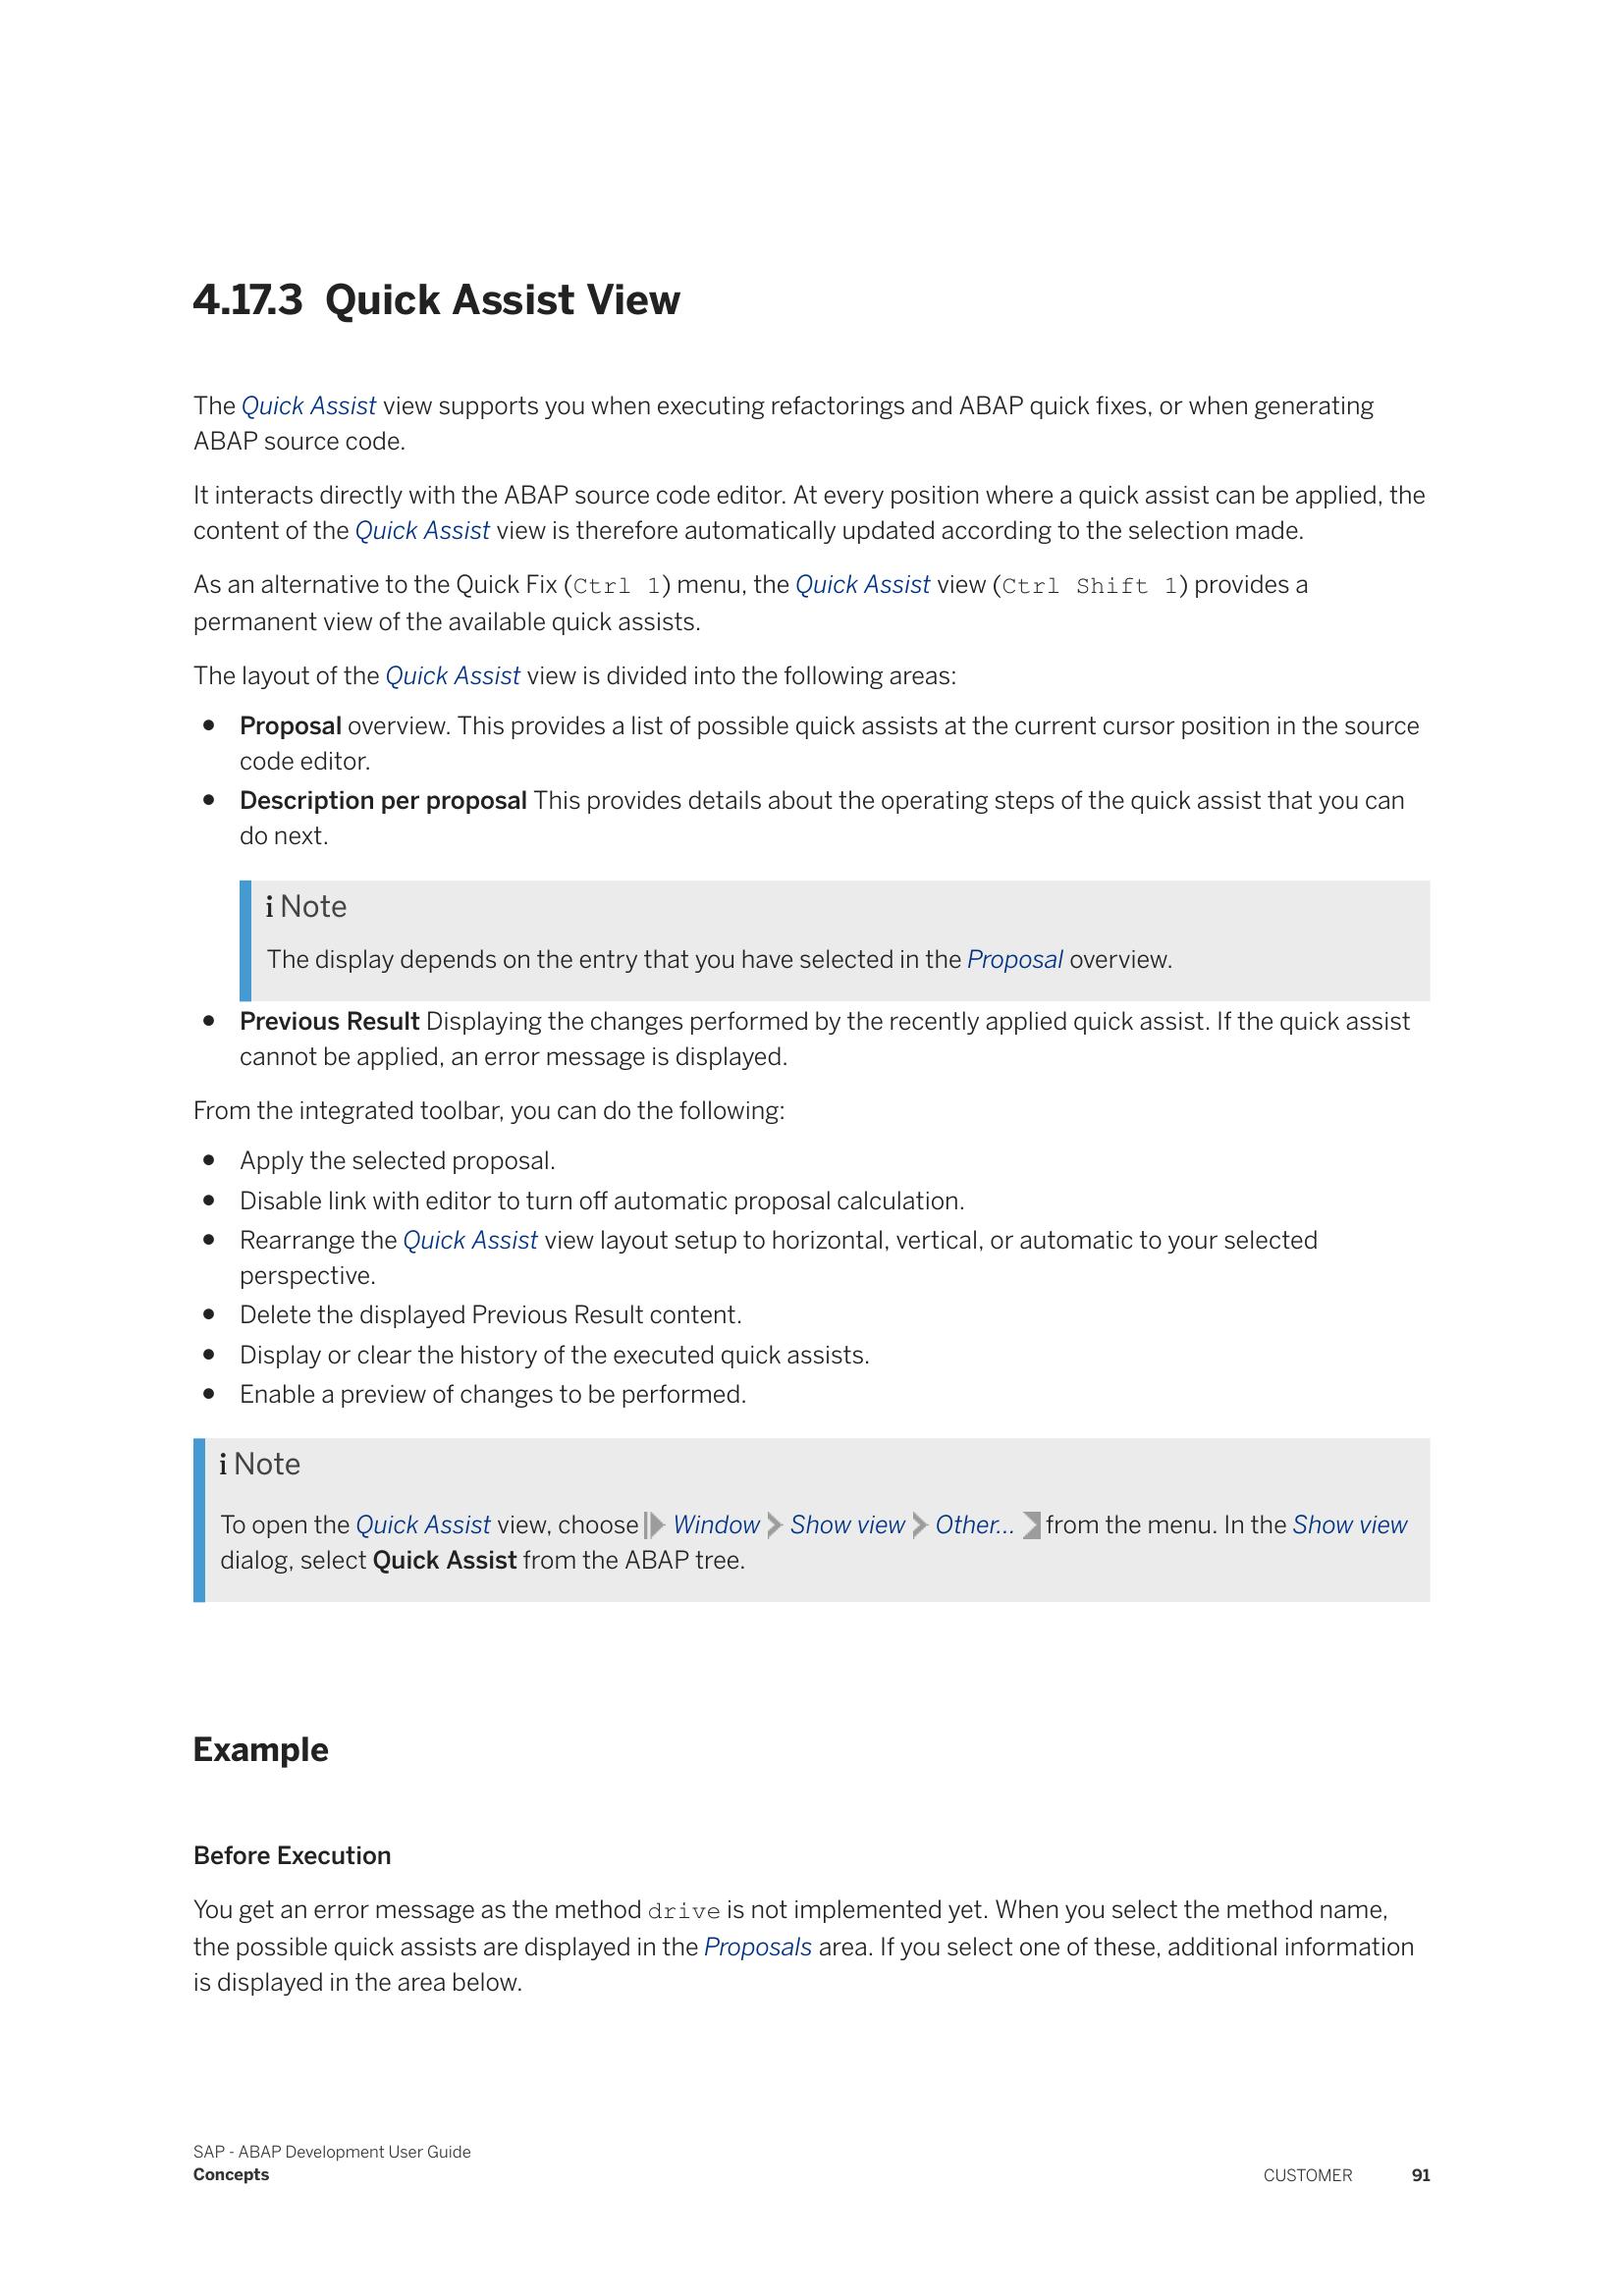 4.17.3 Quick Assist View
The Quick Assist view supports you when executing refactorings and ABAP quick fixes, or when generating
ABAP source code.
It interacts directly with the ABAP source code editor. At every position where a quick assist can be applied, the
content of the Quick Assist view is therefore automatically updated according to the selection made.
As an alternative to the Quick Fix (Ctrl 1) menu, the Quick Assist view (Ctrl Shift 1) provides a
permanent view of the available quick assists.
The layout of the Quick Assist view is divided into the following areas:
● Proposal overview. This provides a list of possible quick assists at the current cursor position in the source
code editor.
● Description per proposal This provides details about the operating steps of the quick assist that you can
do next.
i Note
The display depends on the entry that you have selected in the Proposal overview.
● Previous Result Displaying the changes performed by the recently applied quick assist. If the quick assist
cannot be applied, an error message is displayed.
From the integrated toolbar, you can do the following:
● Apply the selected proposal.
● Disable link with editor to turn off automatic proposal calculation.
● Rearrange the Quick Assist view layout setup to horizontal, vertical, or automatic to your selected
perspective.
● Delete the displayed Previous Result content.
● Display or clear the history of the executed quick assists.
● Enable a preview of changes to be performed.
i Note
To open the Quick Assist view, choose Window Show view Other... from the menu. In the Show view
dialog, select Quick Assist from the ABAP tree.
Example
Before Execution
You get an error message as the method drive is not implemented yet. When you select the method name,
the possible quick assists are displayed in the Proposals area. If you select one of these, additional information
is displayed in the area below.
SAP - ABAP Development User Guide
Concepts
CUSTOMER 91